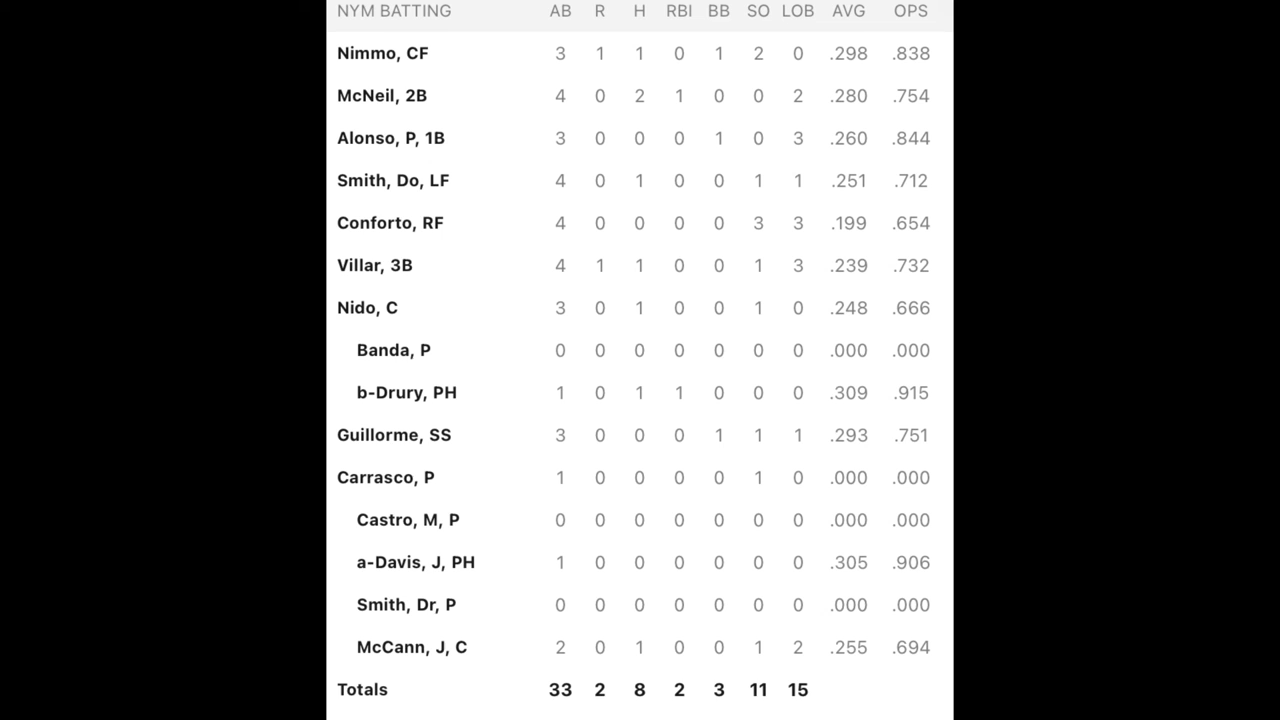 NYM BATTING AB R H RBI BB SO LOB AVG OPS
Nimmo, CF 3 1 1 0 1 2 0 .298 .838
McNeil, 2B 4 0 2 1 0 0 2 .280 .754
Alonso, P, 1B 3 0 0 0 1 0 3 .260 .844
Smith, Do, LF 4 0 1 0 0 1 1 .251 .712
Conforto, RF 4 0 0 0 0 3 3 .199 .654
Villar, 3B 4 1 1 0 0 1 3 .239 .732
Nido, C 3 0 1 0 0 1 0 .248 .666
Banda, P 0 0 0 0 0 0 0 .000 .000
b-Drury, PH 1 0 1 1 0 0 0 .309 .915
Guillorme, SS 3 0 0 0 1 1 1 .293 .751
Carrasco, P 1 0 0 0 0 1 0 .000 .000
Castro, M, P 0 0 0 0 0 0 0 .000 .000
a-Davis, J, PH 1 0 0 0 0 0 0 .305 .906
Smith, Dr, P 0 0 0 0 0 0 0 .000 .000
McCann, J, C 2 0 1 0 0 1 2 .255 .694
Totals 33 2 8 2 3 11 15